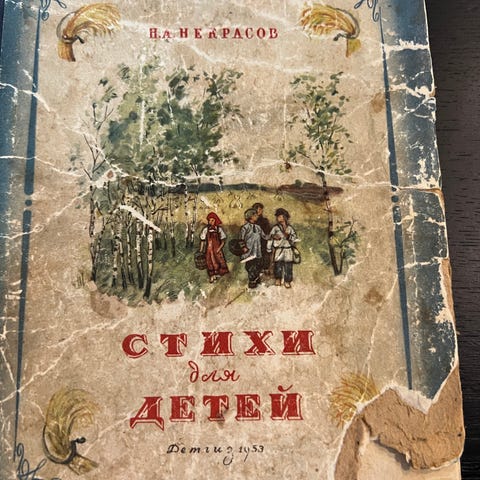 Н.А.НЕКРАСОВ
СТИХИ
для
ДЕТЕЙ
Детгиз 1953